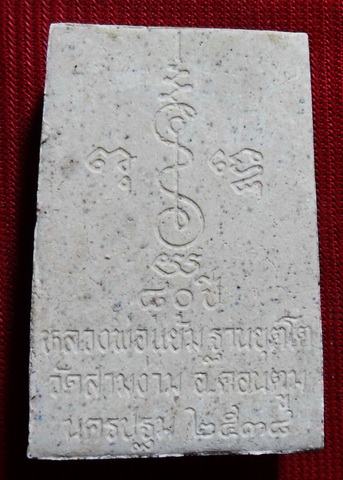 ๘๐ ปี
หลวงพ่อแย้ม ฐานยุตฺโต
วัดสามง่าม อ.ดอนตูม
นครปฐม ๒๕๓๘